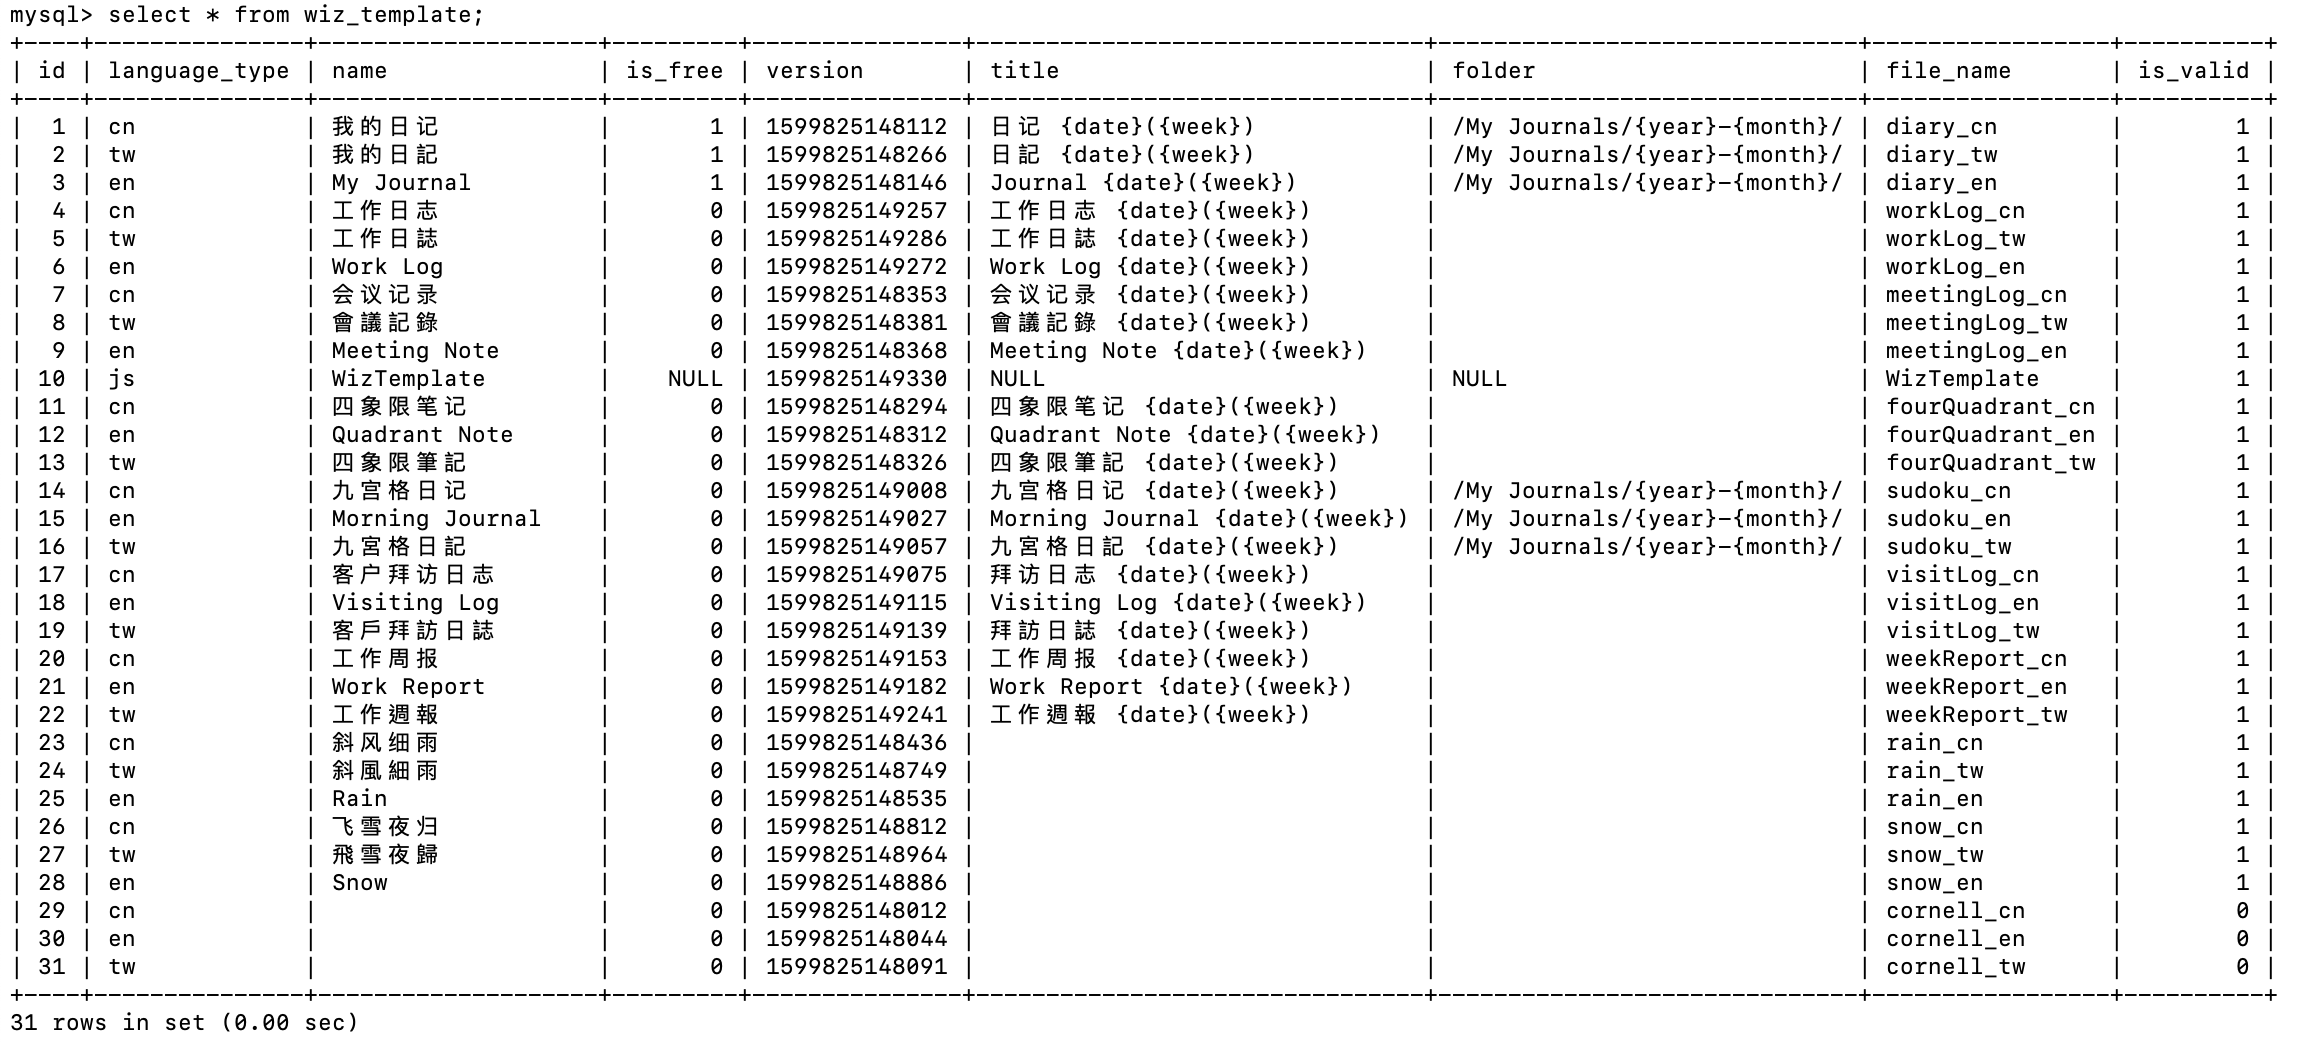 mysql> select * from wiz_template;
+----+---------------+--------------------+---------+---------------+-------------------------------+------------------------------+-----------------+----------+
| id | language_type | name | is_free | version | title | folder | file_name | is_valid |
+----+---------------+--------------------+---------+---------------+-------------------------------+------------------------------+-----------------+----------+
| 1 | cn | 我的日记 | 1 | 1599825148112 | 日记 {date}({week}) | /My Journals/{year}-{month}/ | diary_cn | 1 |
| 2 | tw | 我的日記 | 1 | 1599825148266 | 日記 {date}({week}) | /My Journals/{year}-{month}/ | diary_tw | 1 |
| 3 | en | My Journal | 1 | 1599825148146 | Journal {date}({week}) | /My Journals/{year}-{month}/ | diary_en | 1 |
| 4 | cn | 工作日志 | 0 | 1599825149257 | 工作日志 {date}({week}) | | workLog_cn | 1 |
| 5 | tw | 工作日誌 | 0 | 1599825149286 | 工作日誌 {date}({week}) | | workLog_tw | 1 |
| 6 | en | Work Log | 0 | 1599825149272 | Work Log {date}({week}) | | workLog_en | 1 |
| 7 | cn | 会议记录 | 0 | 1599825148353 | 会议记录 {date}({week}) | | meetingLog_cn | 1 |
| 8 | tw | 會議記錄 | 0 | 1599825148381 | 會議記錄 {date}({week}) | | meetingLog_tw | 1 |
| 9 | en | Meeting Note | 0 | 1599825148368 | Meeting Note {date}({week}) | | meetingLog_en | 1 |
| 10 | js | WizTemplate | NULL | 1599825149330 | NULL | NULL | WizTemplate | 1 |
| 11 | cn | 四象限笔记 | 0 | 1599825148294 | 四象限笔记 {date}({week}) | | fourQuadrant_cn | 1 |
| 12 | en | Quadrant Note | 0 | 1599825148312 | Quadrant Note {date}({week}) | | fourQuadrant_en | 1 |
| 13 | tw | 四象限筆記 | 0 | 1599825148326 | 四象限筆記 {date}({week}) | | fourQuadrant_tw | 1 |
| 14 | cn | 九宫格日记 | 0 | 1599825149008 | 九宫格日记 {date}({week}) | /My Journals/{year}-{month}/ | sudoku_cn | 1 |
| 15 | en | Morning Journal | 0 | 1599825149027 | Morning Journal {date}({week}) | /My Journals/{year}-{month}/ | sudoku_en | 1 |
| 16 | tw | 九宮格日記 | 0 | 1599825149057 | 九宮格日記 {date}({week}) | /My Journals/{year}-{month}/ | sudoku_tw | 1 |
| 17 | cn | 客户拜访日志 | 0 | 1599825149075 | 拜访日志 {date}({week}) | | visitLog_cn | 1 |
| 18 | en | Visiting Log | 0 | 1599825149115 | Visiting Log {date}({week}) | | visitLog_en | 1 |
| 19 | tw | 客戶拜訪日誌 | 0 | 1599825149139 | 拜訪日誌 {date}({week}) | | visitLog_tw | 1 |
| 20 | cn | 工作周报 | 0 | 1599825149153 | 工作周报 {date}({week}) | | weekReport_cn | 1 |
| 21 | en | Work Report | 0 | 1599825149182 | Work Report {date}({week}) | | weekReport_en | 1 |
| 22 | tw | 工作週報 | 0 | 1599825149241 | 工作週報 {date}({week}) | | weekReport_tw | 1 |
| 23 | cn | 斜风细雨 | 0 | 1599825148436 | | | rain_cn | 1 |
| 24 | tw | 斜風細雨 | 0 | 1599825148749 | | | rain_tw | 1 |
| 25 | en | Rain | 0 | 1599825148535 | | | rain_en | 1 |
| 26 | cn | 飞雪夜归 | 0 | 1599825148812 | | | snow_cn | 1 |
| 27 | tw | 飛雪夜歸 | 0 | 1599825148964 | | | snow_tw | 1 |
| 28 | en | Snow | 0 | 1599825148886 | | | snow_en | 1 |
| 29 | cn | | 0 | 1599825148012 | | | cornell_cn | 0 |
| 30 | en | | 0 | 1599825148044 | | | cornell_en | 0 |
| 31 | tw | | 0 | 1599825148091 | | | cornell_tw | 0 |
+----+---------------+--------------------+---------+---------------+-------------------------------+------------------------------+-----------------+----------+
31 rows in set (0.00 sec)